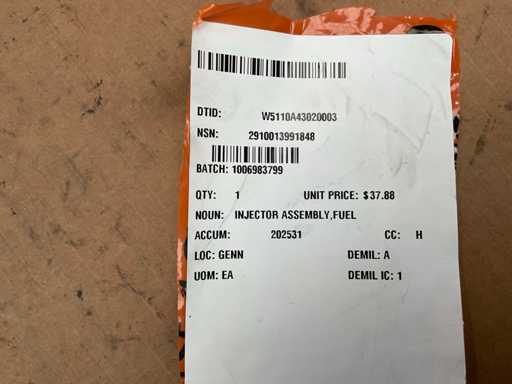 DTID: W5110A43020003
NSN: 2910013991848
BATCH: 1006983799
QTY: 1 UNIT PRICE: $37.88
NOUN: INJECTOR ASSEMBLY,FUEL
ACCUM: 202531 CC: H
LOC: GENN DEMIL: A
UOM: EA DEMIL IC: 1